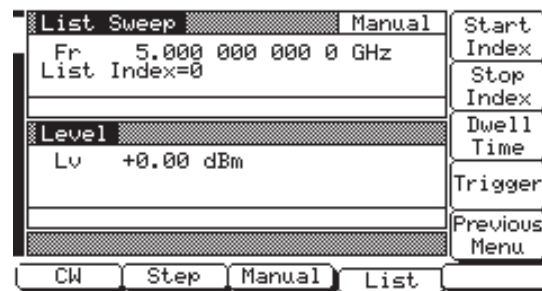 List Sweep
Manual
Fr 5.000 000 000 0 GHz
List Index=0
Level
Lv +0.00 dBm
Start
Index
Stop
Index
Dwell
Time
Trigger
Previous
Menu
CW
Step
Manual
List